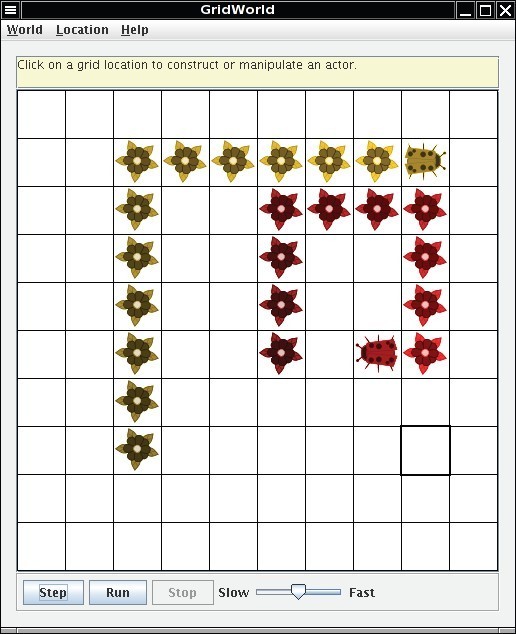 GridWorld
World Location Help
Click on a grid location to construct or manipulate an actor.
Step Run Stop Slow Fast